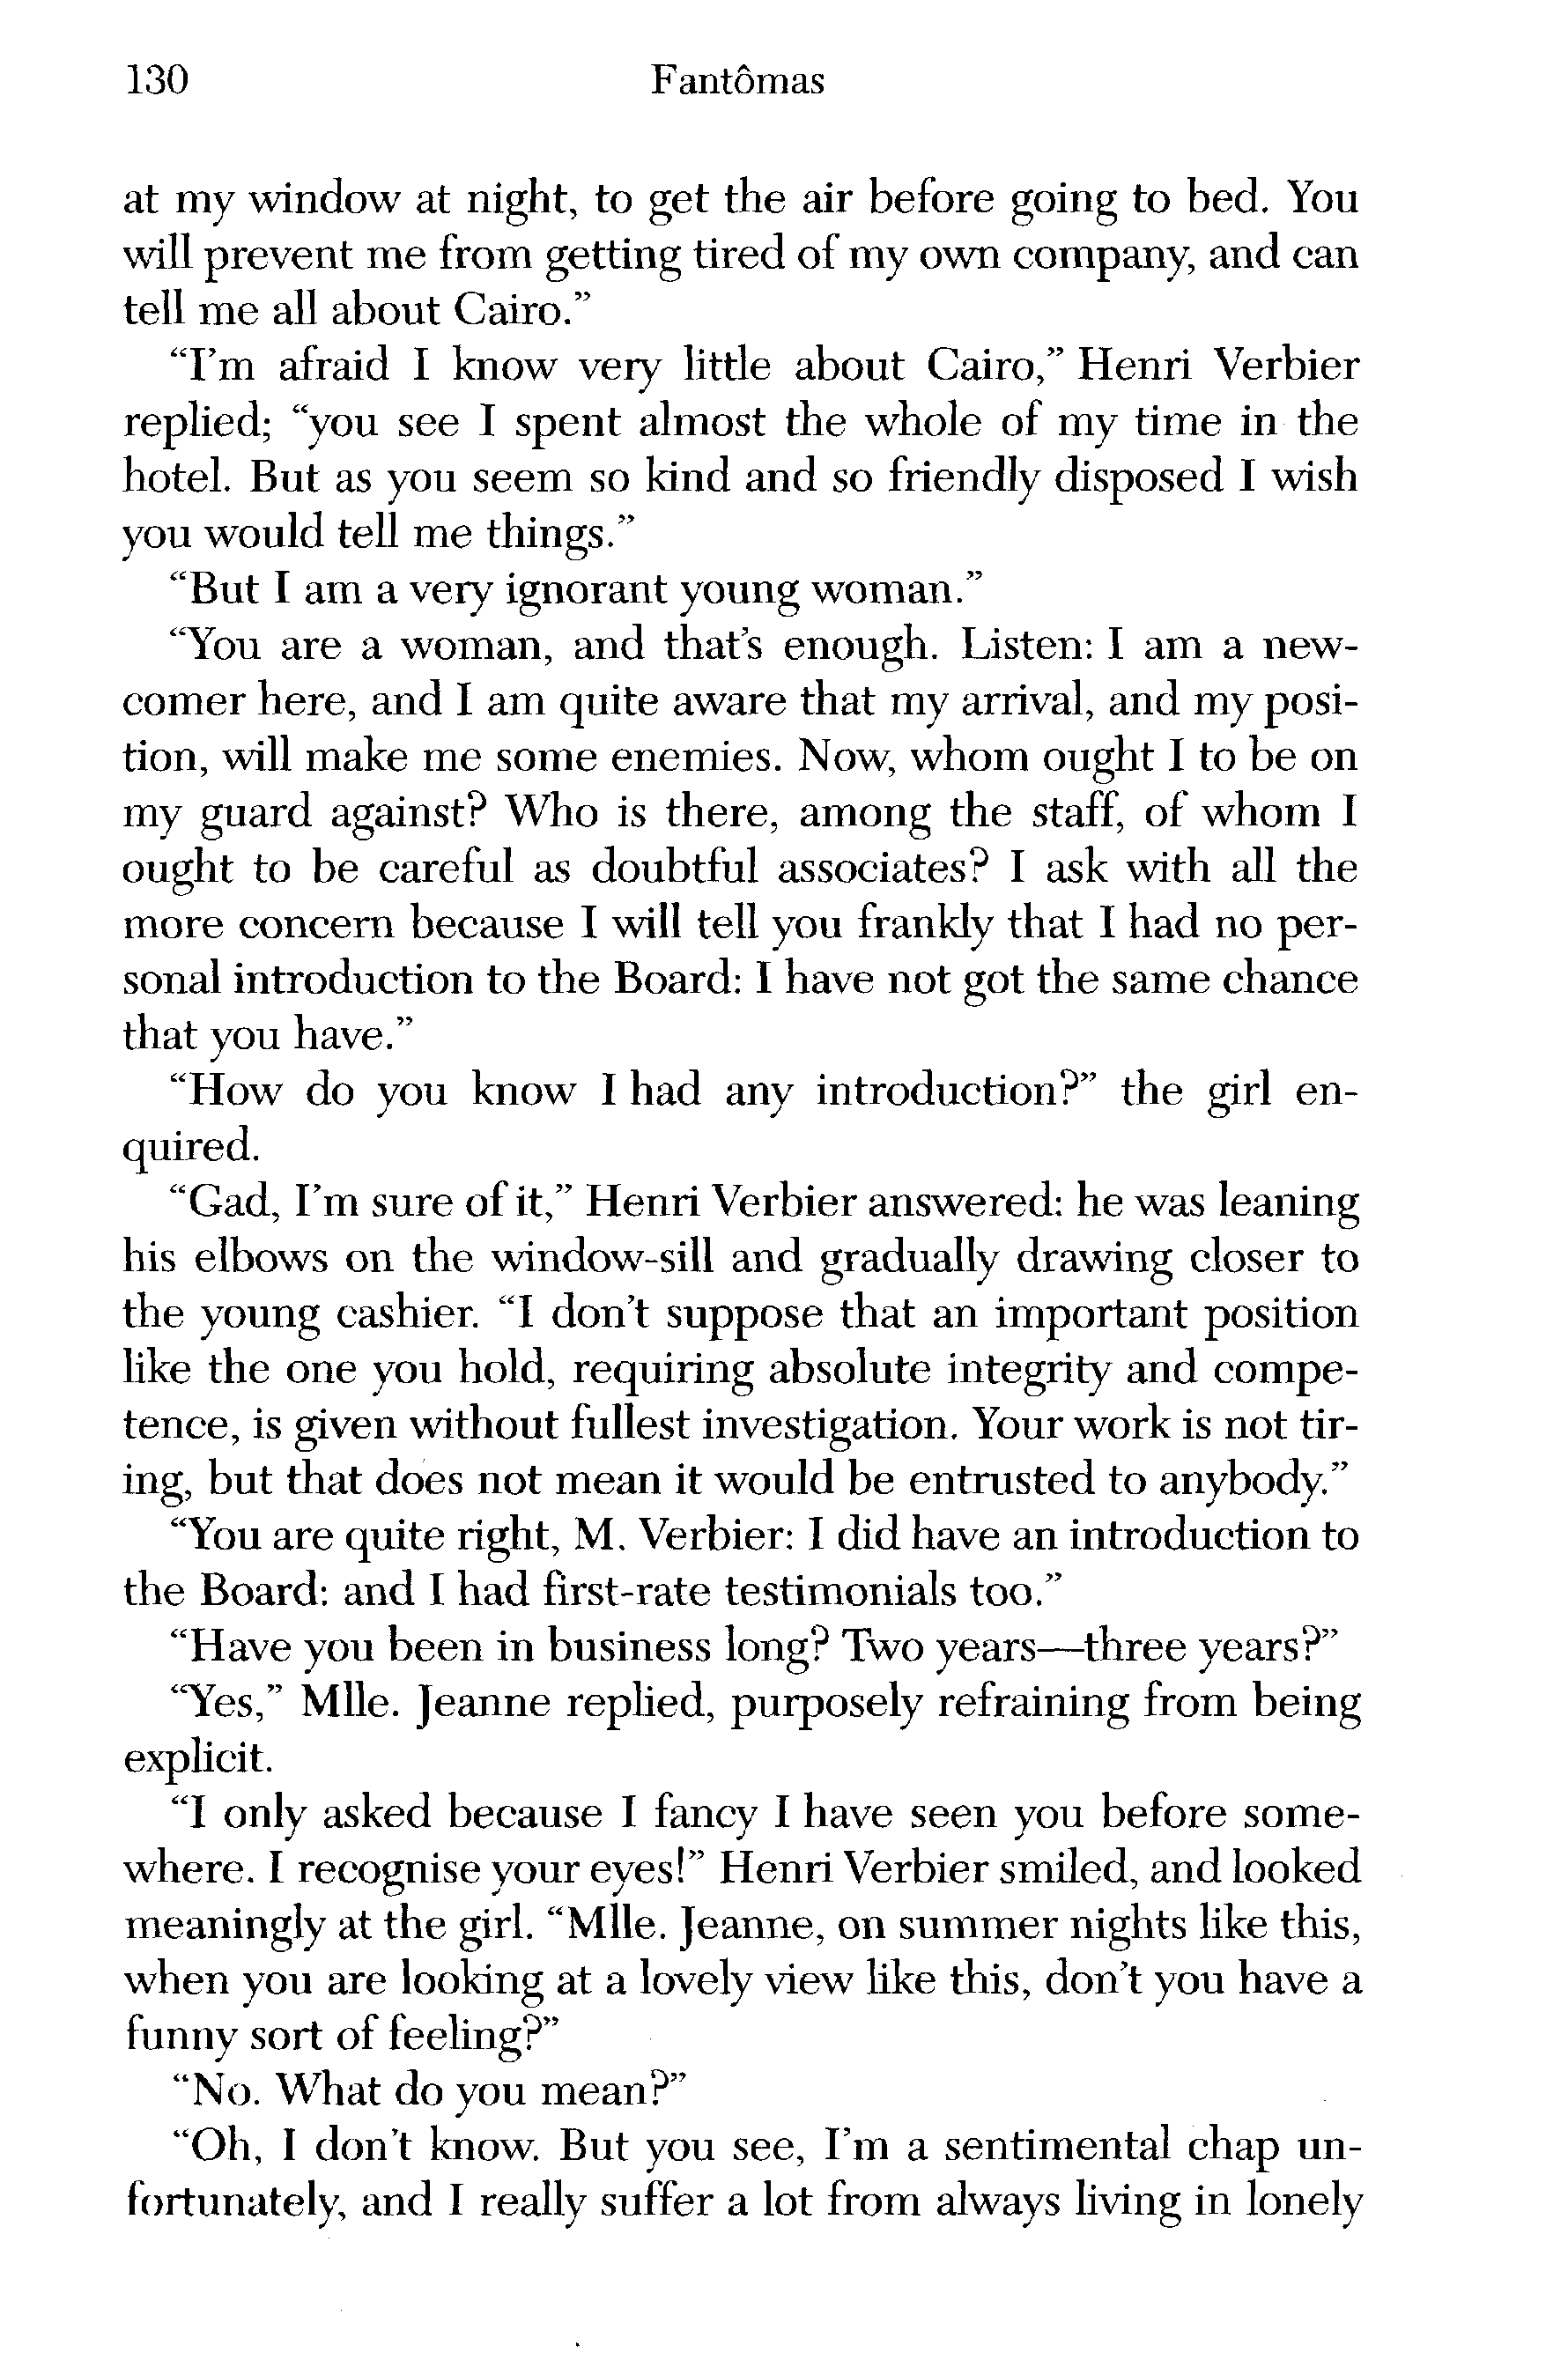 130 Fantômas
at my window at night, to get the air before going to bed. You
will prevent me from getting tired of my own company, and can
tell me all about Cairo.”
“I’m afraid I know very little about Cairo,” Henri Verbier
replied; “you see I spent almost the whole of my time in the
hotel. But as you seem so kind and so friendly disposed I wish
you would tell me things.”
“But I am a very ignorant young woman.”
“You are a woman, and that’s enough. Listen: I am a new-
comer here, and I am quite aware that my arrival, and my posi-
tion, will make me some enemies. Now, whom ought I to be on
my guard against? Who is there, among the staff, of whom I
ought to be careful as doubtful associates? I ask with all the
more concern because I will tell you frankly that I had no per-
sonal introduction to the Board: I have not got the same chance
that you have.”
“How do you know I had any introduction?” the girl en-
quired.
“Gad, I’m sure of it,” Henri Verbier answered: he was leaning
his elbows on the window-sill and gradually drawing closer to
the young cashier. “I don’t suppose that an important position
like the one you hold, requiring absolute integrity and compe-
tence, is given without fullest investigation. Your work is not tir-
ing, but that does not mean it would be entrusted to anybody.”
“You are quite right, M. Verbier: I did have an introduction to
the Board: and I had first-rate testimonials too.”
“Have you been in business long? Two years—three years?”
“Yes,” Mlle. Jeanne replied, purposely refraining from being
explicit.
“I only asked because I fancy I have seen you before some-
where. I recognise your eyes!” Henri Verbier smiled, and looked
meaningly at the girl. “Mlle. Jeanne, on summer nights like this,
when you are looking at a lovely view like this, don’t you have a
funny sort of feeling?”
“No. What do you mean?”
“Oh, I don’t know. But you see, I’m a sentimental chap un-
fortunately, and I really suffer a lot from always living in lonely